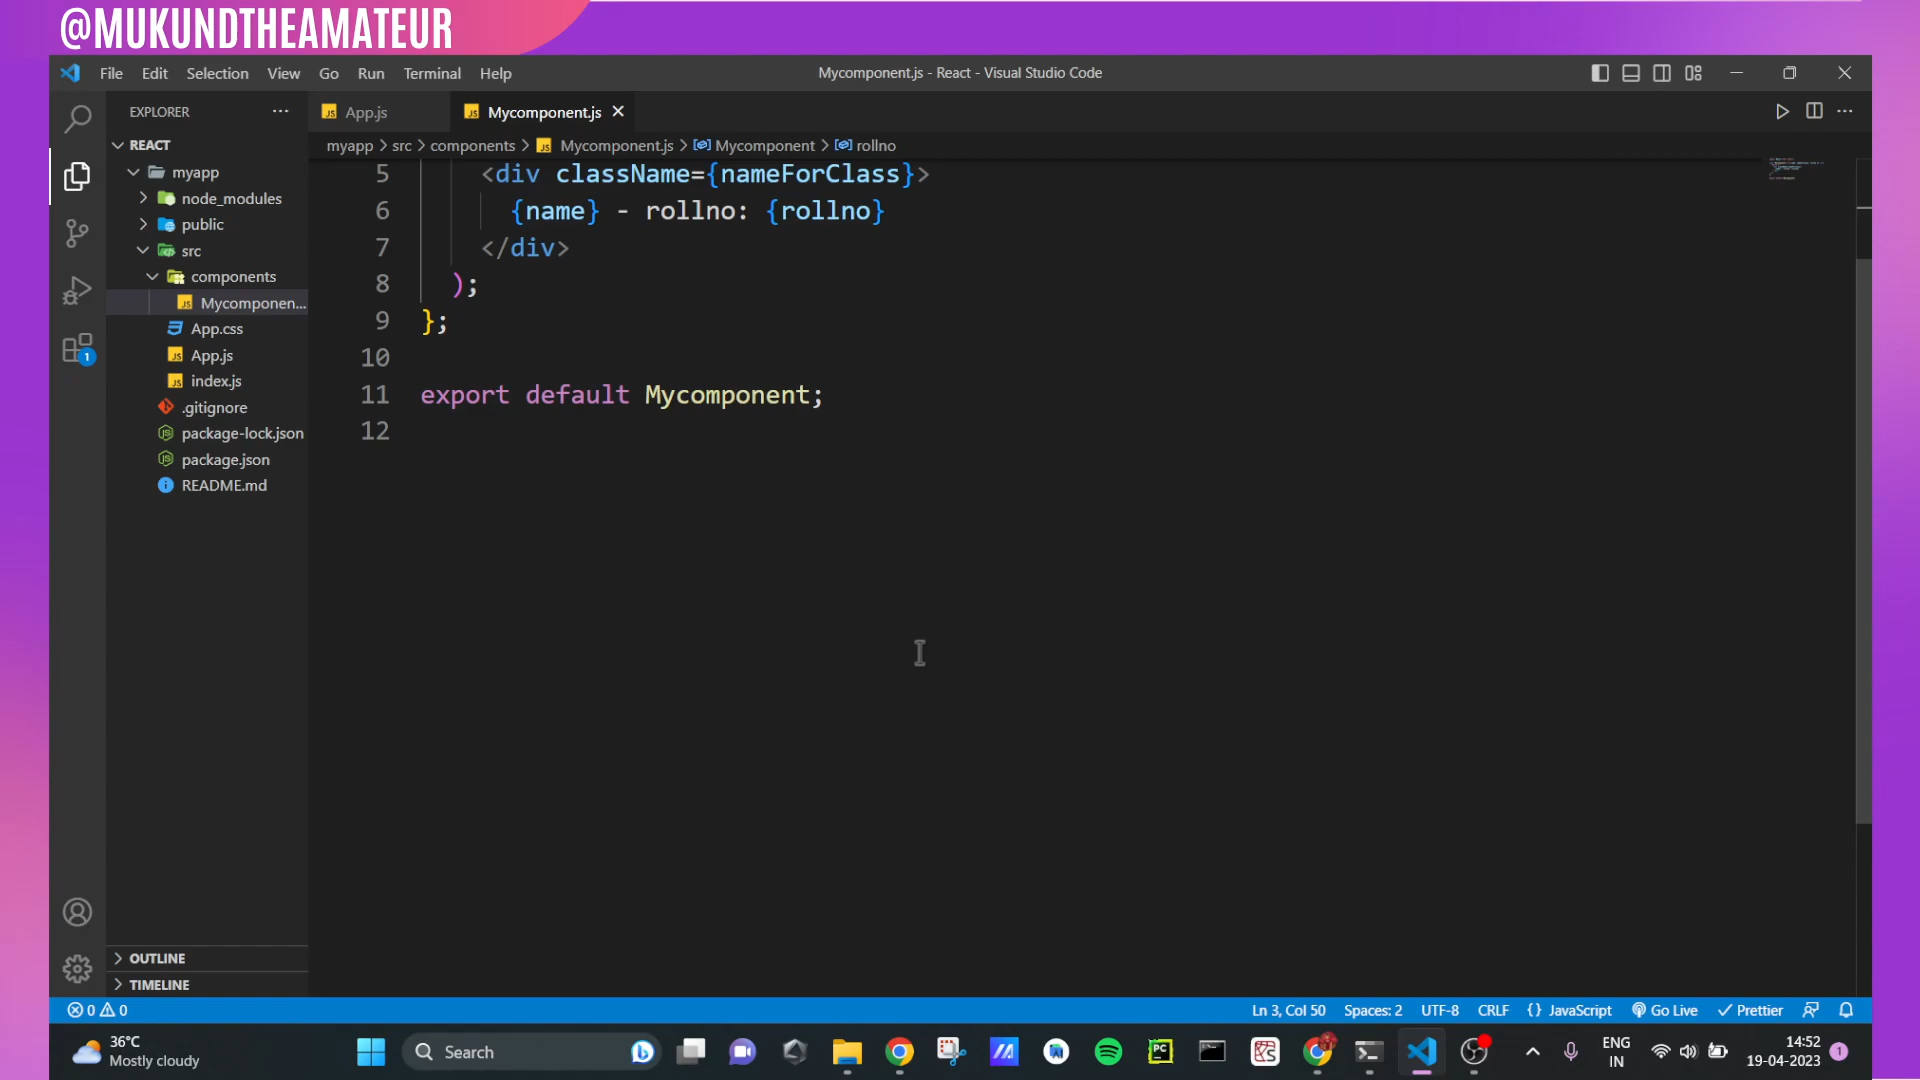 @MUKUNDTHEAMATEUR
File Edit Selection View Go Run Terminal Help
Mycomponent.js - React - Visual Studio Code
EXPLORER
App.js
Mycomponent.js
REACT
myapp > src > components > Mycomponent.js > Mycomponent > rollno
myapp
node_modules
public
src
components
Mycomponen...
App.css
App.js
index.js
.gitignore
package-lock.json
package.json
README.md
5 <div className={nameForClass}>
6 {name} - rollno: {rollno}
7 </div>
8 );
9 };
10
11 export default Mycomponent;
12
1
OUTLINE
TIMELINE
0 0
Ln 3, Col 50 Spaces: 2 UTF-8 CRLF {} JavaScript Go Live Prettier
36°C
Mostly cloudy
Search
PC
ENG
IN
14:52
19-04-2023
1